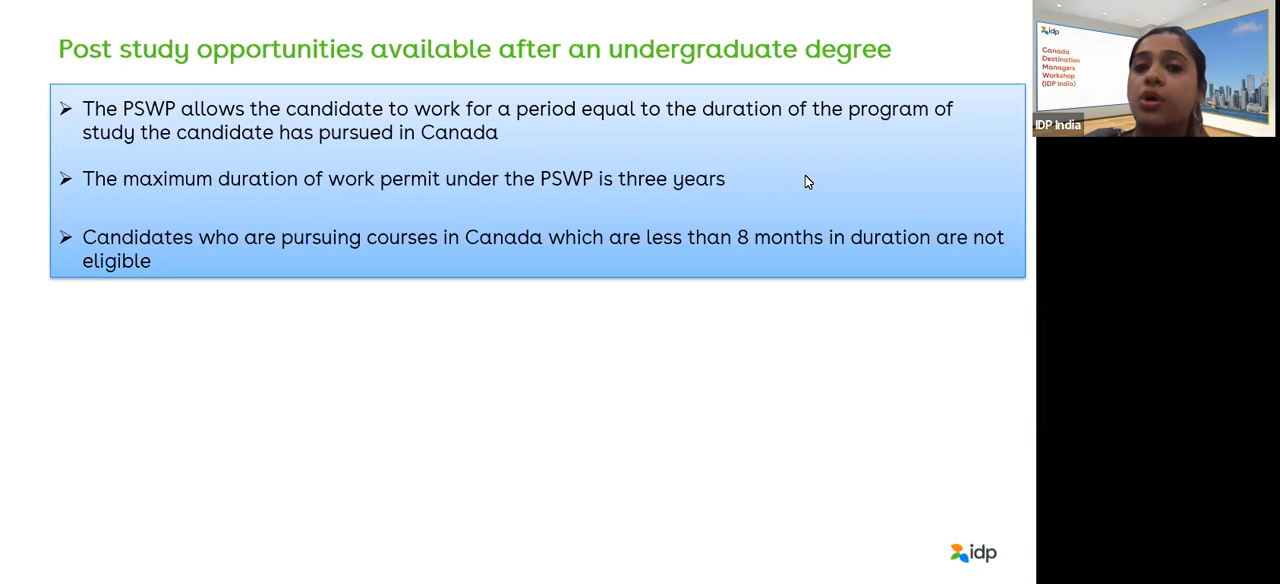 Post study opportunities available after an undergraduate degree
➢ The PSWP allows the candidate to work for a period equal to the duration of the program of
study the candidate has pursued in Canada
➢ The maximum duration of work permit under the PSWP is three years
➢ Candidates who are pursuing courses in Canada which are less than 8 months in duration are not
eligible
idp
idp
Canada
Destination
Managers
Workshop
(IDP India)
IDP India